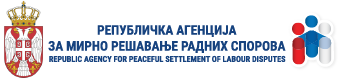 РЕПУБЛИЧКА АГЕНЦИЈА
ЗА МИРНО РЕШАВАЊЕ РАДНИХ СПОРОВА
REPUBLIC AGENCY FOR PEACEFUL SETTLEMENT OF LABOUR DISPUTES